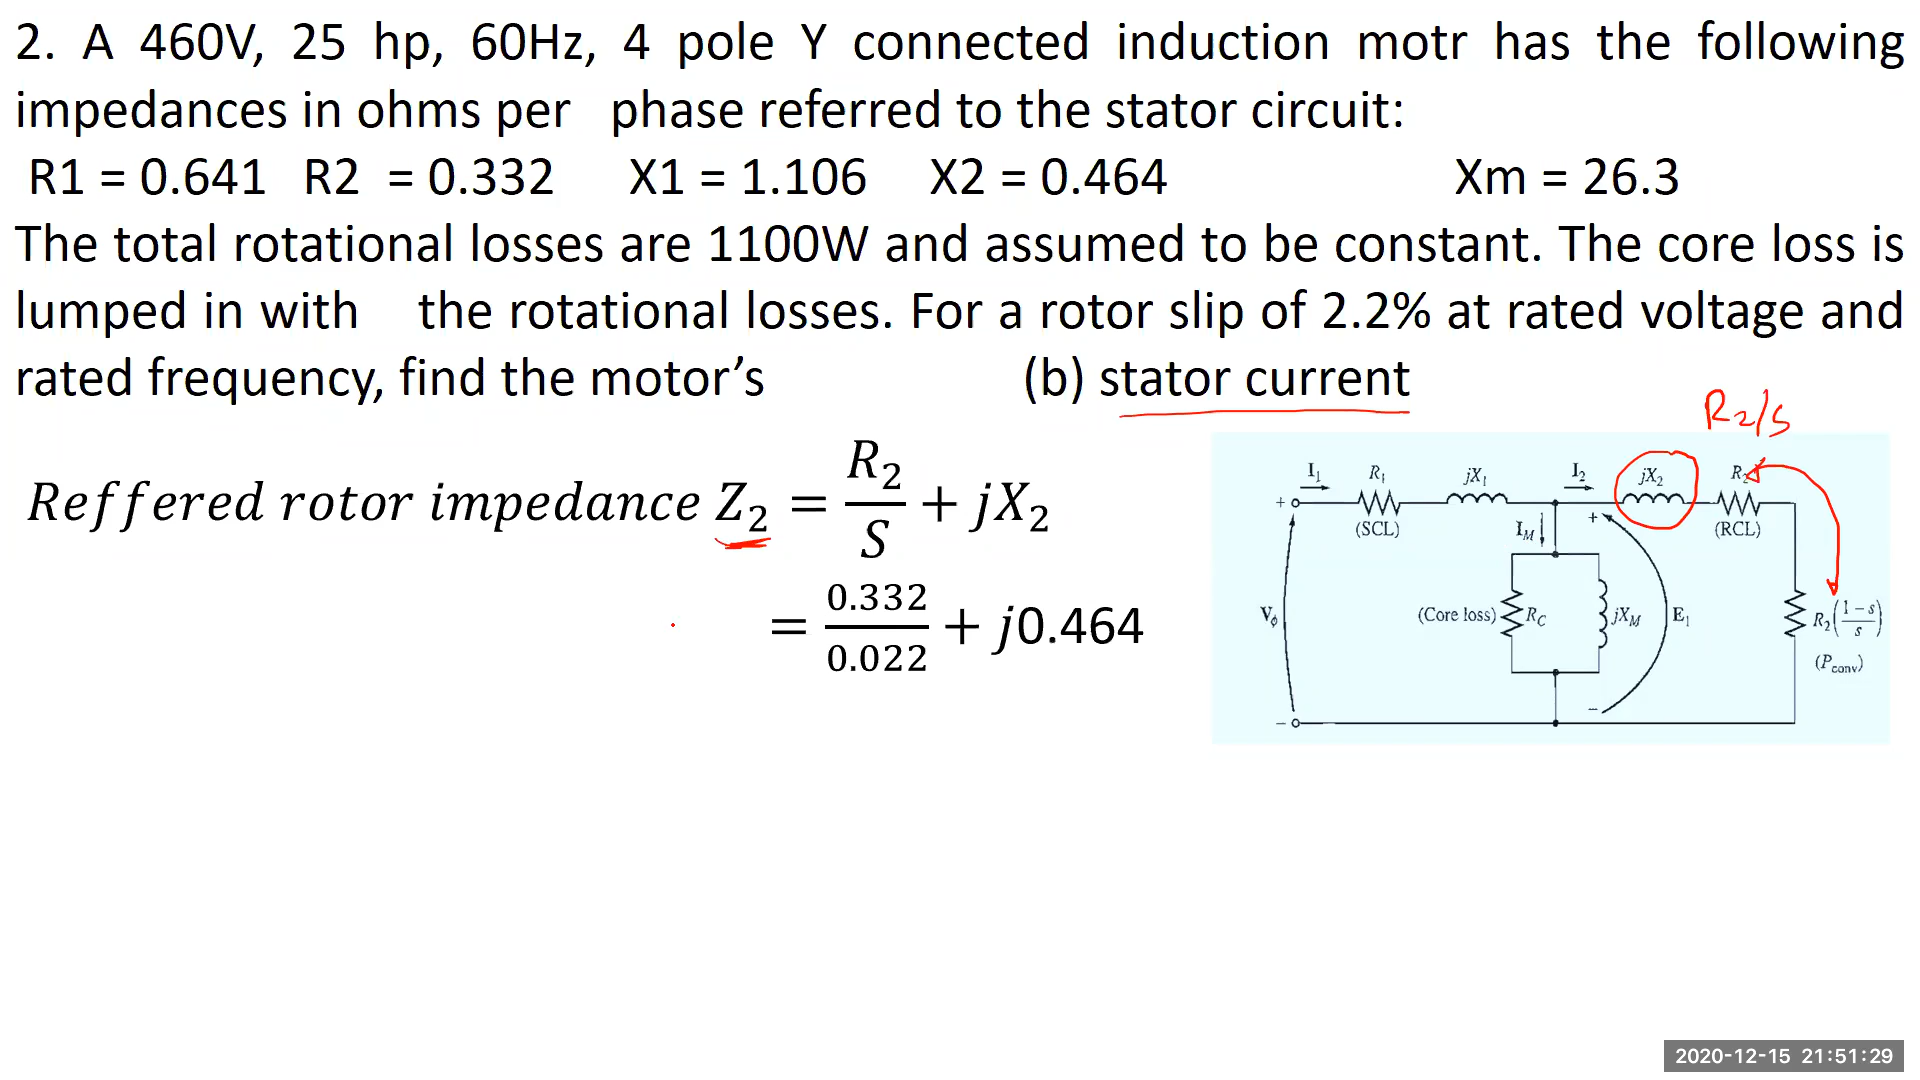 2. A 460V, 25 hp, 60Hz, 4 pole Y connected induction motr has the following
impedances in ohms per phase referred to the stator circuit:
R1 = 0.641 R2 = 0.332 X1 = 1.106 X2 = 0.464 Xm = 26.3
The total rotational losses are 1100W and assumed to be constant. The core loss is
lumped in with the rotational losses. For a rotor slip of 2.2% at rated voltage and
rated frequency, find the motor’s (b) stator current
R2/s
Reffered rotor impedance Z₂ = R₂/S + jX₂
= 0.332/0.022 + j0.464
I₁ R₁ jX₁ I₂ jX₂ R₂
+ (SCL) I_M + (RCL)
V_ϕ (Core loss) R_C jX_M E₁ R₂(1 − s / s)
(P_conv)
− −
2020-12-15 21:51:29